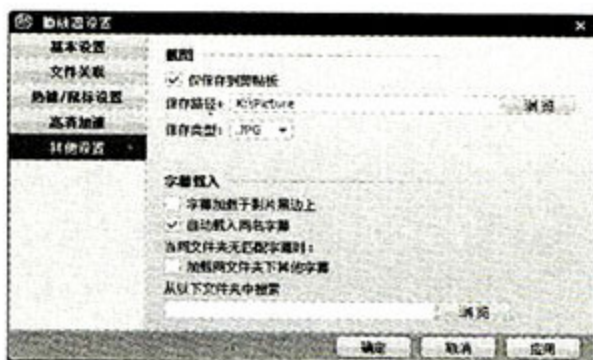 设置
基本设置
文件关联
热键/鼠标设置
高清加速
其他设置
截图
仅保存到剪贴板
保存路径: K:\Picture
浏览
保存类型: .JPG
字幕载入
字幕加载于影片黑边上
自动载入同名字幕
当同文件夹无匹配字幕时:
加载同文件夹下其他字幕
从以下文件夹中搜索
浏览
确定
取消
应用